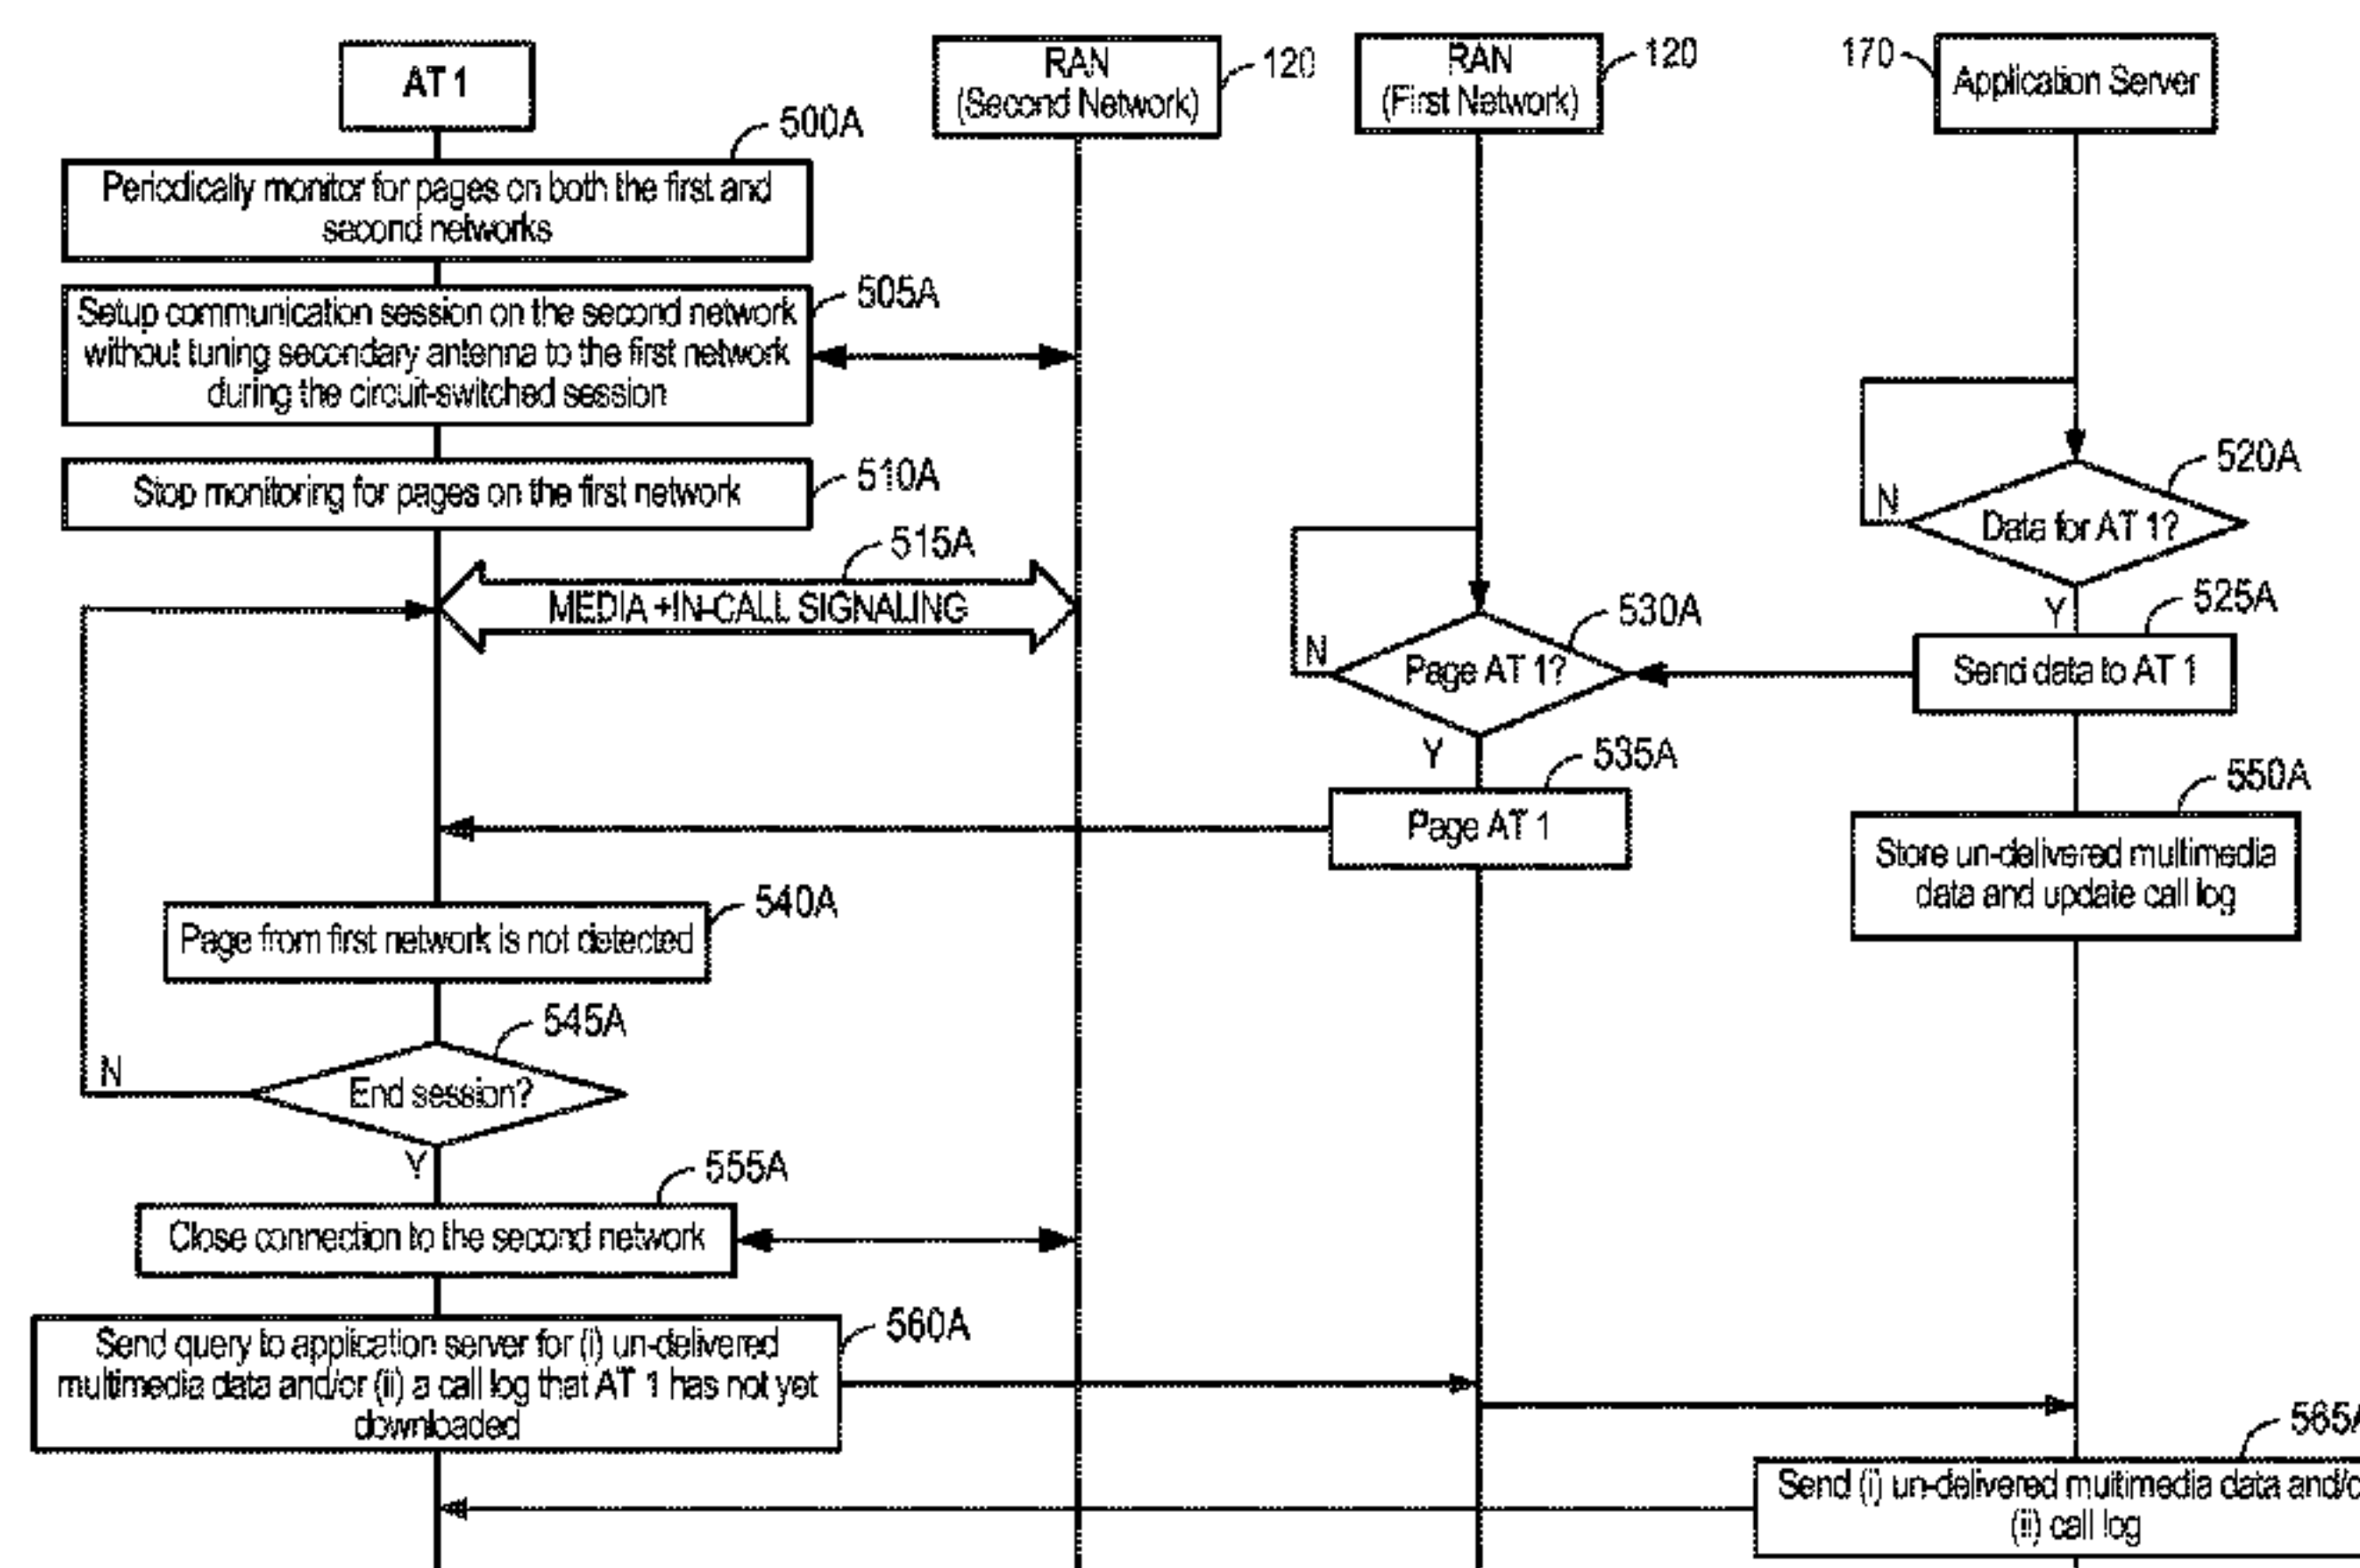 AT 1
RAN
(Second Network)
120
RAN
(First Network)
120
170
Application Server
500A
Periodically monitor for pages on both the first and
second networks
505A
Setup communication session on the second network
without tuning secondary antenna to the first network
during the circuit-switched session
510A
Stop monitoring for pages on the first network
515A
MEDIA +IN-CALL SIGNALING
520A
Data for AT 1?
N
Y
525A
Send data to AT 1
530A
Page AT 1?
N
Y
535A
Page AT 1
550A
Store un-delivered multimedia
data and update call log
540A
Page from first network is not detected
545A
End session?
N
Y
555A
Close connection to the second network
560A
Send query to application server for (i) un-delivered
multimedia data and/or (ii) a call log that AT 1 has not yet
downloaded
565A
Send (i) un-delivered multimedia data and/o
(ii) call log